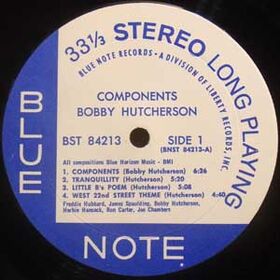 33 1/3 STEREO LONG PLAYING
BLUE NOTE RECORDS - A DIVISION OF LIBERTY RECORDS, INC.
COMPONENTS
BOBBY HUTCHERSON
BST 84213 SIDE 1
(BNST 84213-A)
All compositions Blue Horizon Music - BMI
1. COMPONENTS (Bobby Hutcherson) 6:26
2. TRANQUILLITY (Hutcherson) 5:20
3. LITTLE B's POEM (Hutcherson) 5:08
4. WEST 22nd STREET THEME (Hutcherson) 4:40
Freddie Hubbard, James Spaulding, Bobby Hutcherson,
Herbie Hancock, Ron Carter, Joe Chambers
BLUE
NOTE